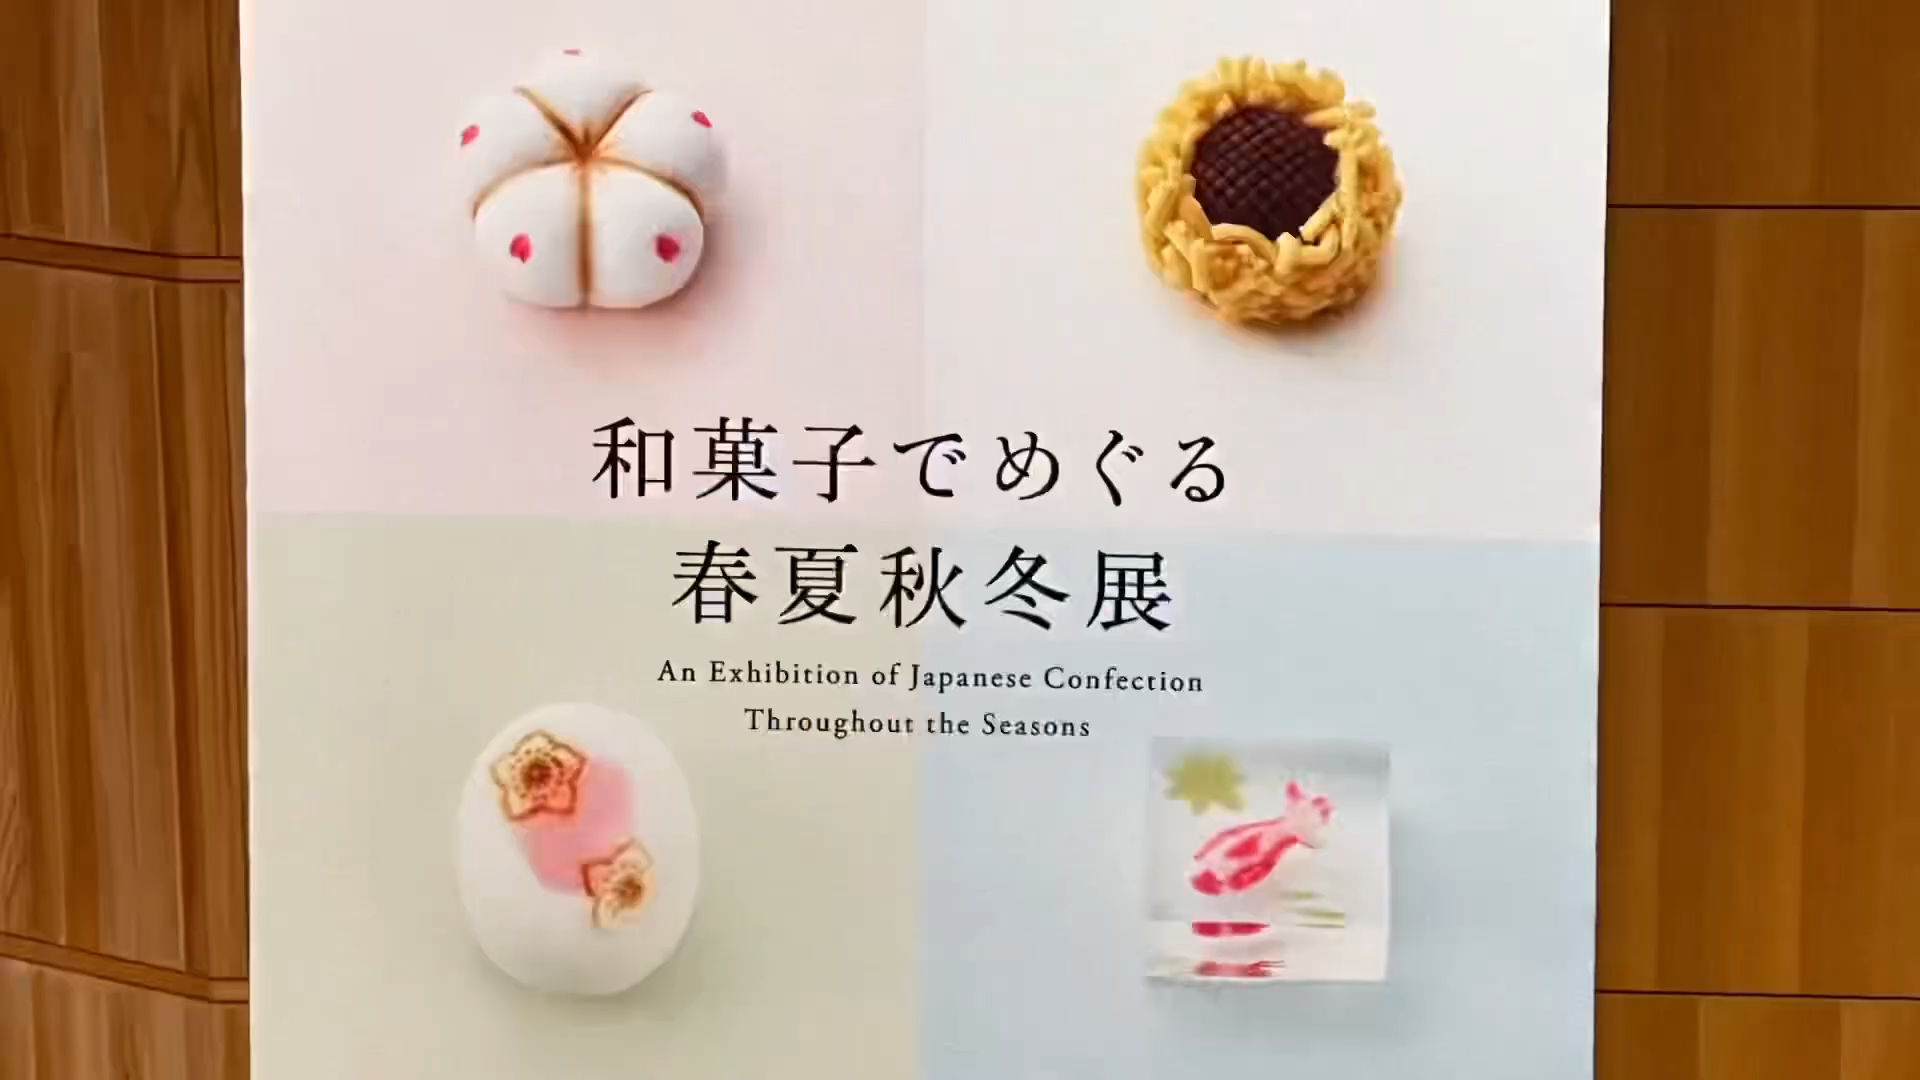 和菓子でめぐる
春夏秋冬展
An Exhibition of Japanese Confection
Throughout the Seasons